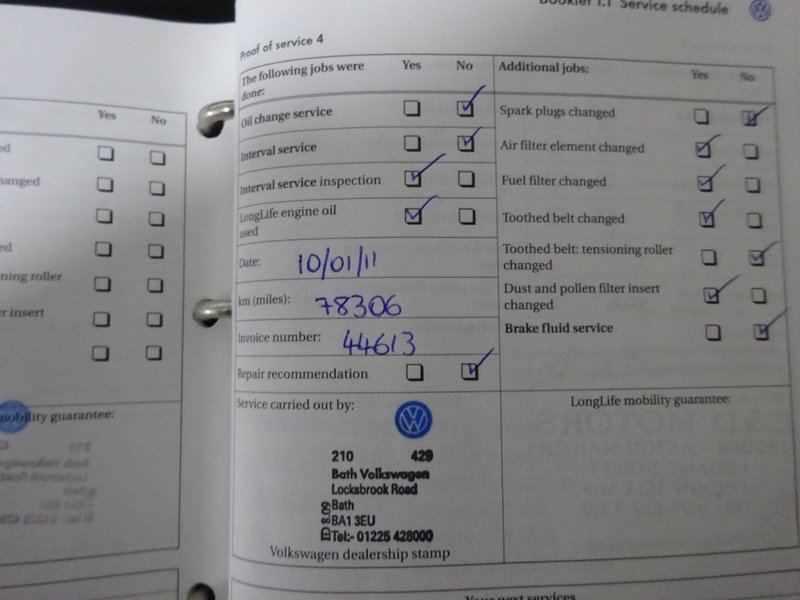 Booklet 1.1 Service schedule
Proof of service 4
The following jobs were done:
Yes
No
Oil change service
Interval service
Interval service inspection
LongLife engine oil used
Date: 10/01/11
km (miles): 78306
Invoice number: 44613
Repair recommendation
Service carried out by:
210 429
Bath Volkswagen
Locksbrook Road
Bath
BA1 3EU
Tel:- 01225 428000
Volkswagen dealership stamp
Additional jobs:
Yes
No
Spark plugs changed
Air filter element changed
Fuel filter changed
Toothed belt changed
Toothed belt: tensioning roller
changed
Dust and pollen filter insert
changed
Brake fluid service
LongLife mobility guarantee:
Your next services
Yes
No
ed
hanged
ed
ning roller
r insert
mobility guarantee: